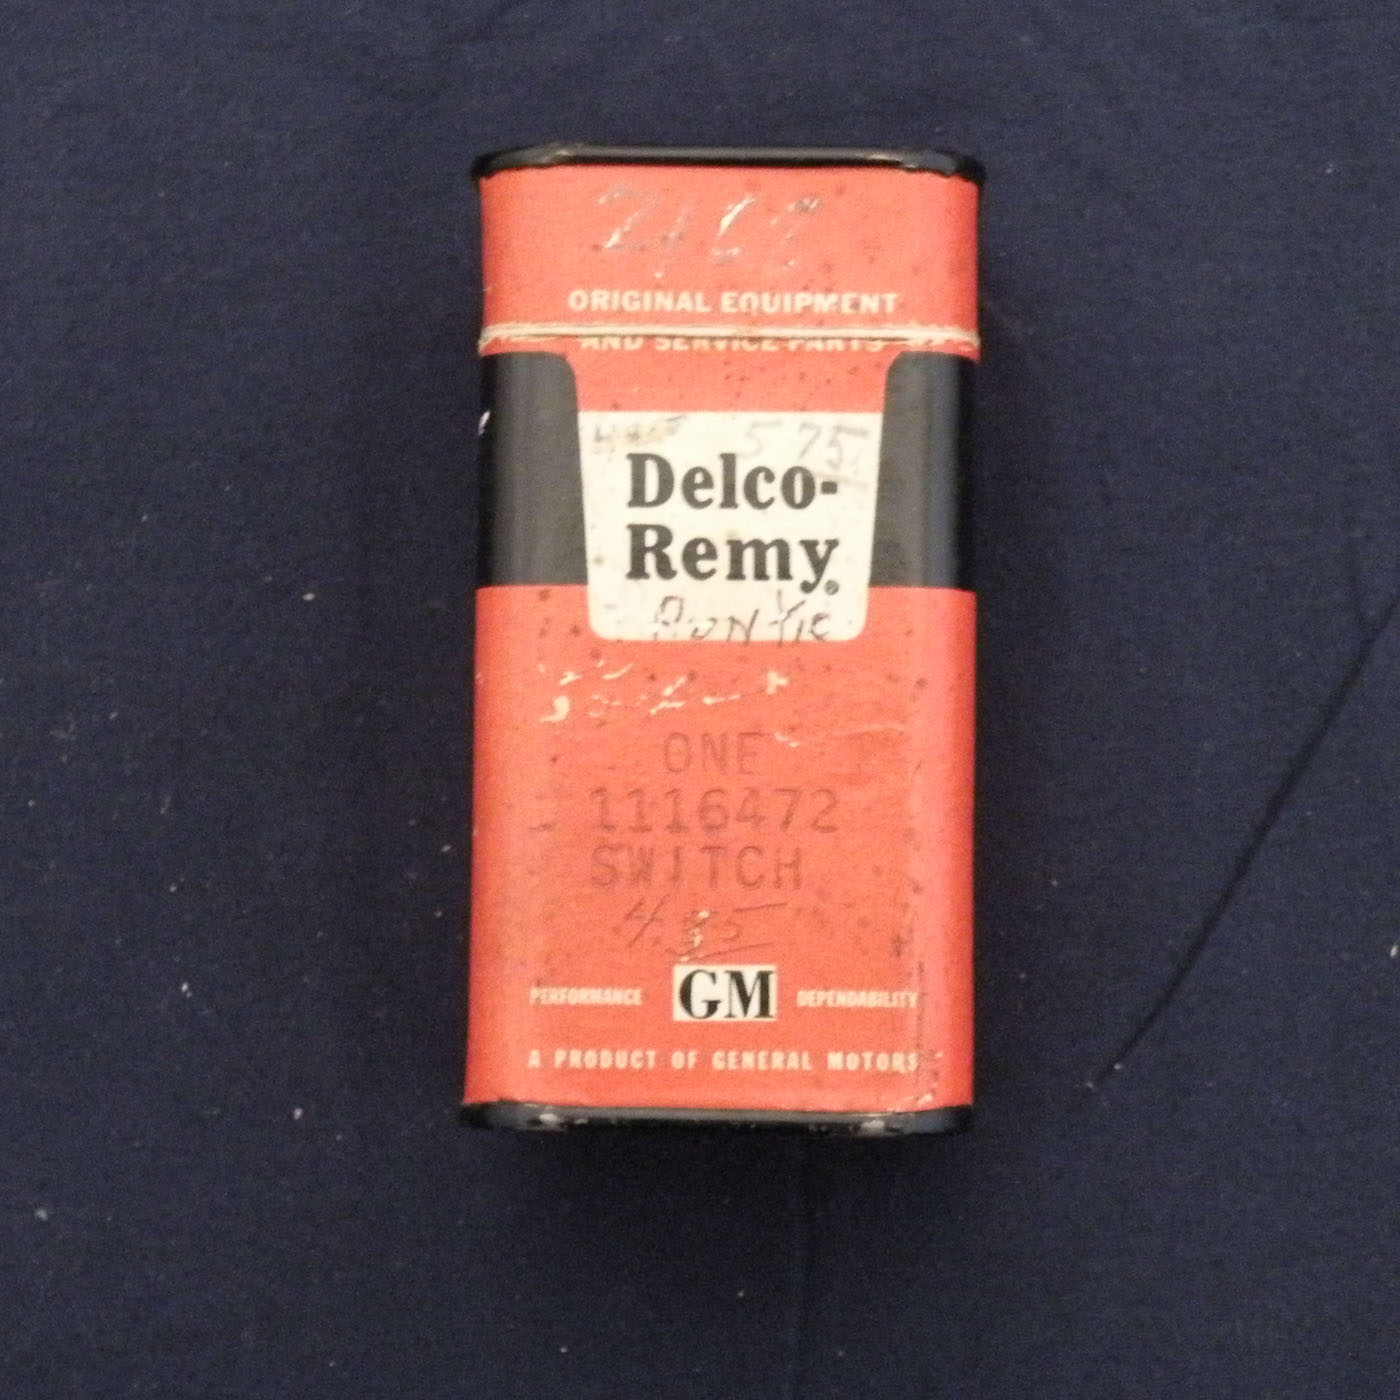 ORIGINAL EQUIPMENT
AND SERVICE PARTS
5 75
Delco-
Remy®
PONTIC
ONE
1116472
SWITCH
PERFORMANCE GM DEPENDABILITY
A PRODUCT OF GENERAL MOTORS